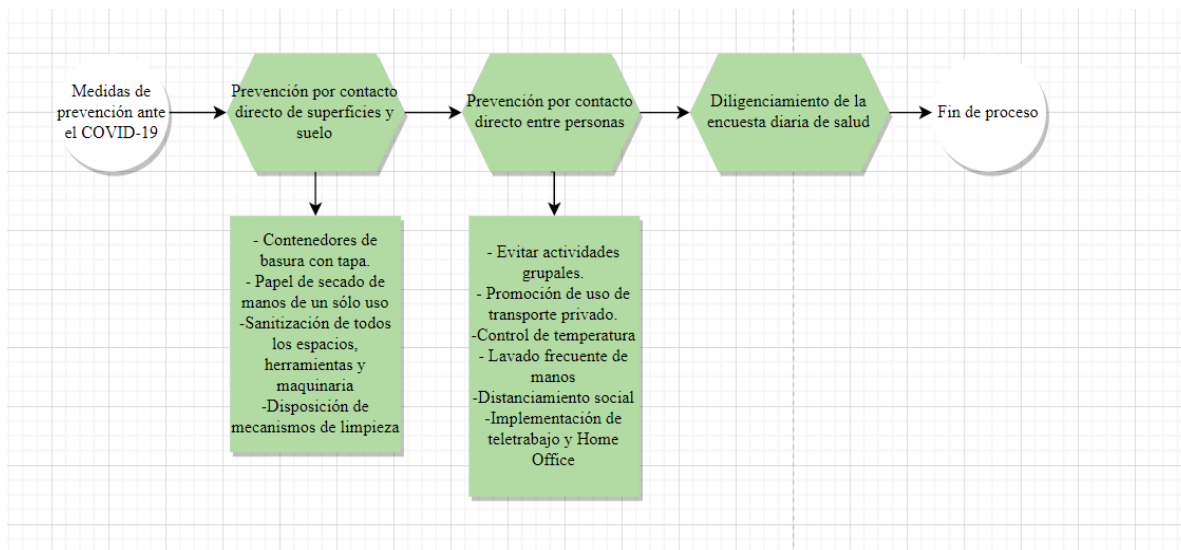 Medidas de
prevención ante
el COVID-19
Prevención por contacto
directo de superficies y
suelo
Prevención por contacto
directo entre personas
Diligenciamiento de la
encuesta diaria de salud
Fin de proceso
- Contenedores de
basura con tapa.
- Papel de secado de
manos de un sólo uso
-Sanitización de todos
los espacios,
herramientas y
maquinaria
-Disposición de
mecanismos de limpieza
- Evitar actividades
grupales.
- Promoción de uso de
transporte privado.
-Control de temperatura
- Lavado frecuente de
manos
-Distanciamiento social
-Implementación de
teletrabajo y Home
Office